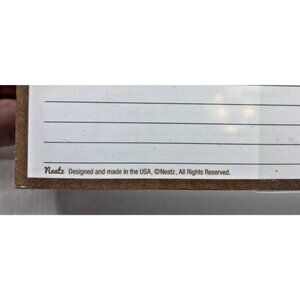 Neatz Designed and made in the USA, ©Neatz, All Rights Reserved.